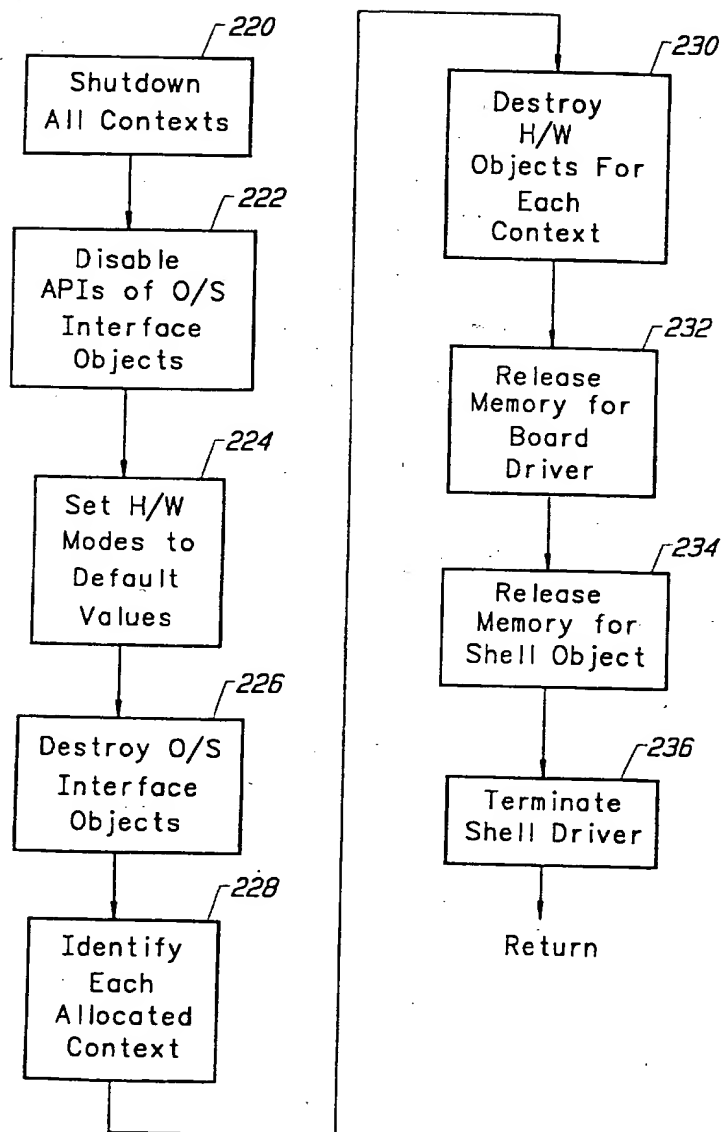 220
Shutdown
All Contexts
222
Disable
APIs of O/S
Interface
Objects
224
Set H/W
Modes to
Default
Values
226
Destroy O/S
Interface
Objects
228
Identify
Each
Allocated
Context
230
Destroy
H/W
Objects For
Each
Context
232
Release
Memory for
Board
Driver
234
Release
Memory for
Shell Object
236
Terminate
Shell Driver
Return